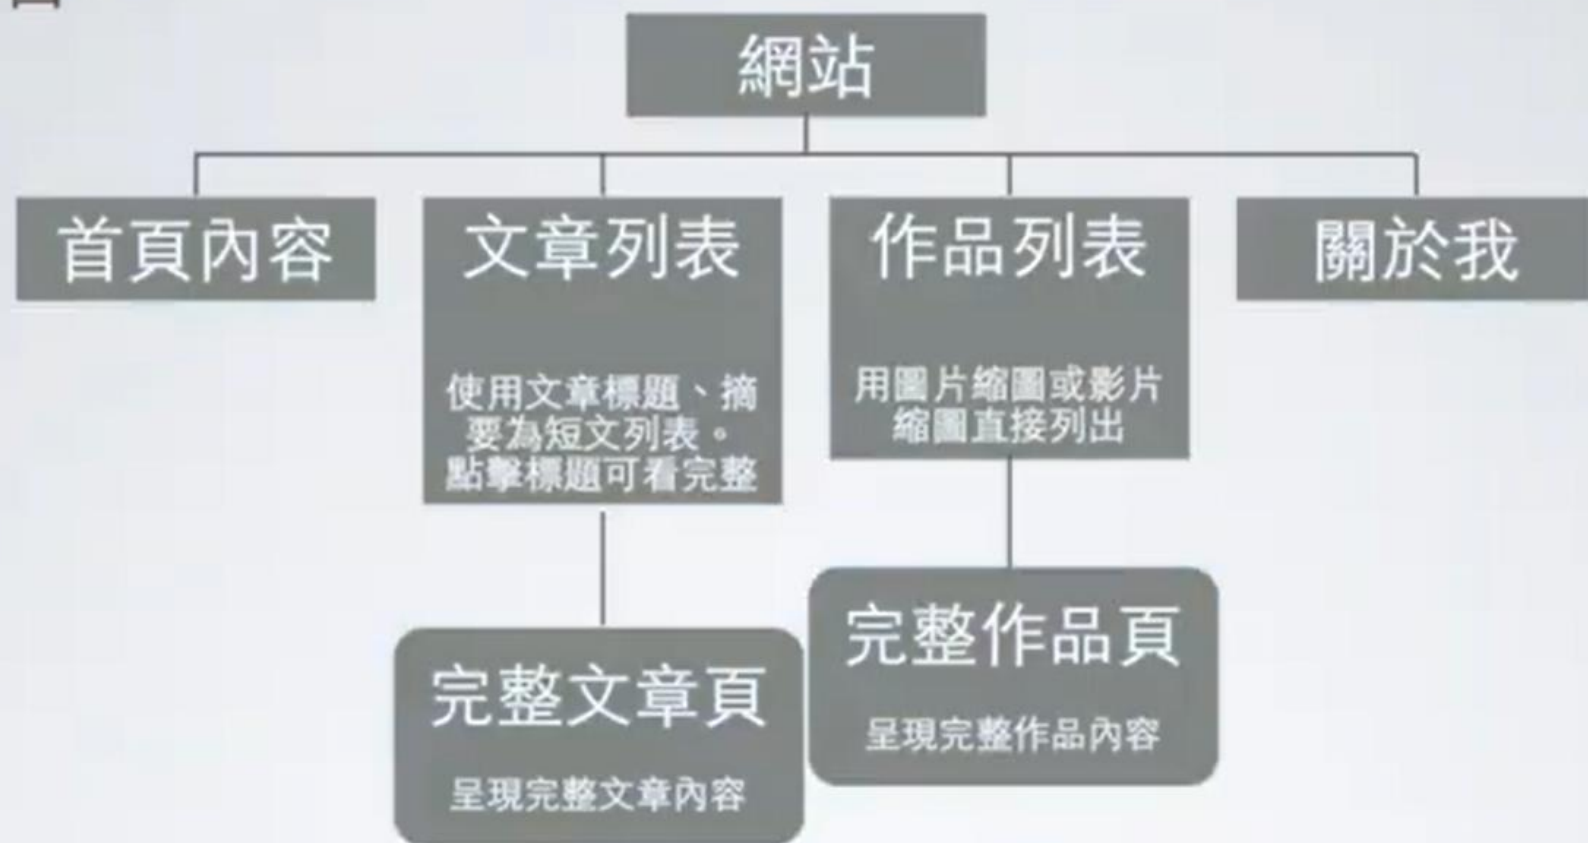 網站
首頁內容
文章列表
使用文章標題、摘
要為短文列表。
點擊標題可看完整
作品列表
用圖片縮圖或影片
縮圖直接列出
關於我
完整文章頁
呈現完整文章內容
完整作品頁
呈現完整作品內容